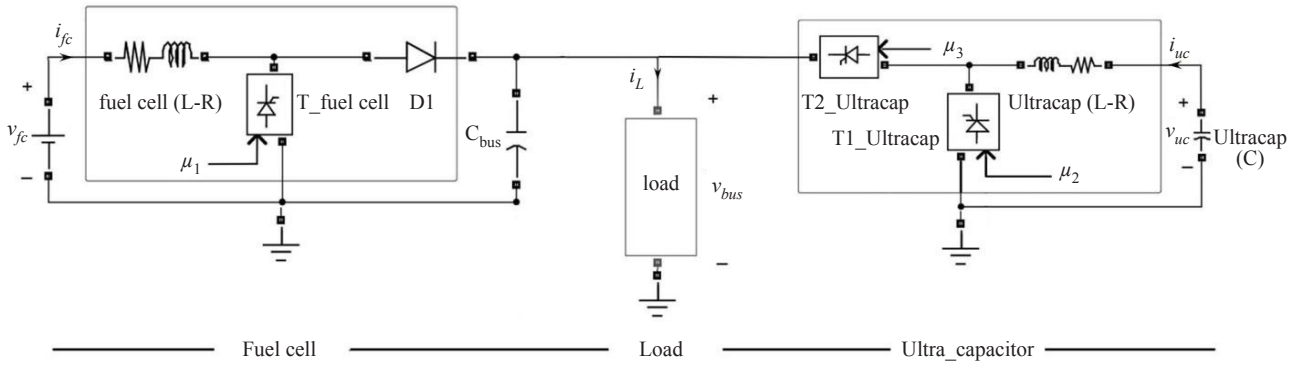 i_fc
μ_3
i_uc
+
fuel cell (L-R)
T_fuel cell
D1
i_L
+
T2_Ultracap
Ultracap (L-R)
+
v_fc
C_bus
T1_Ultracap
v_uc
Ultracap
(C)
μ_1
load
v_bus
μ_2
−
−
−
Fuel cell
Load
Ultra_capacitor